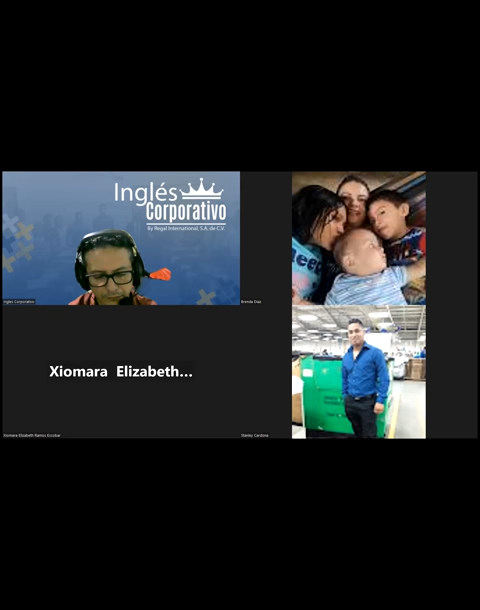 Inglés
Corporativo
By Regal International, S.A. de C.V.
Inglés Corporativo
Brenda Diaz
Xiomara Elizabeth...
Xiomara Elizabeth Ramos Escobar
Stanley Cardona